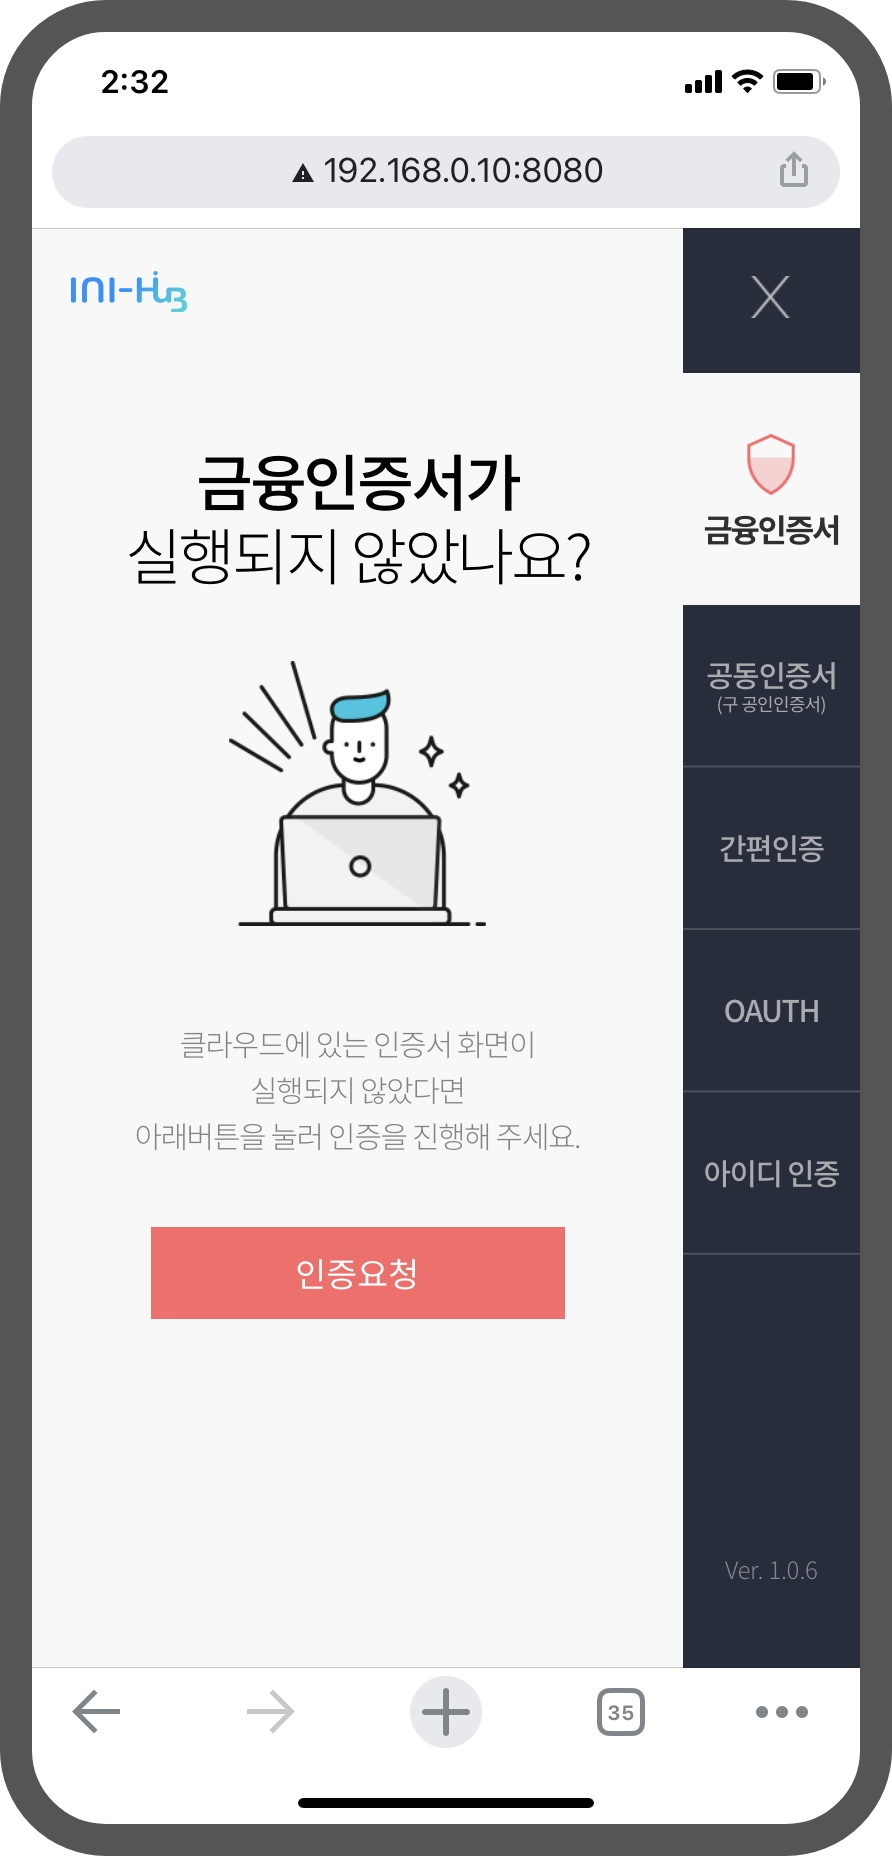 2:32
192.168.0.10:8080
INI-HUB
X
금융인증서가
실행되지 않았나요?
클라우드에 있는 인증서 화면이
실행되지 않았다면
아래버튼을 눌러 인증을 진행해 주세요.
인증요청
금융인증서
공동인증서
(구 공인인증서)
간편인증
OAUTH
아이디 인증
Ver. 1.0.6
35